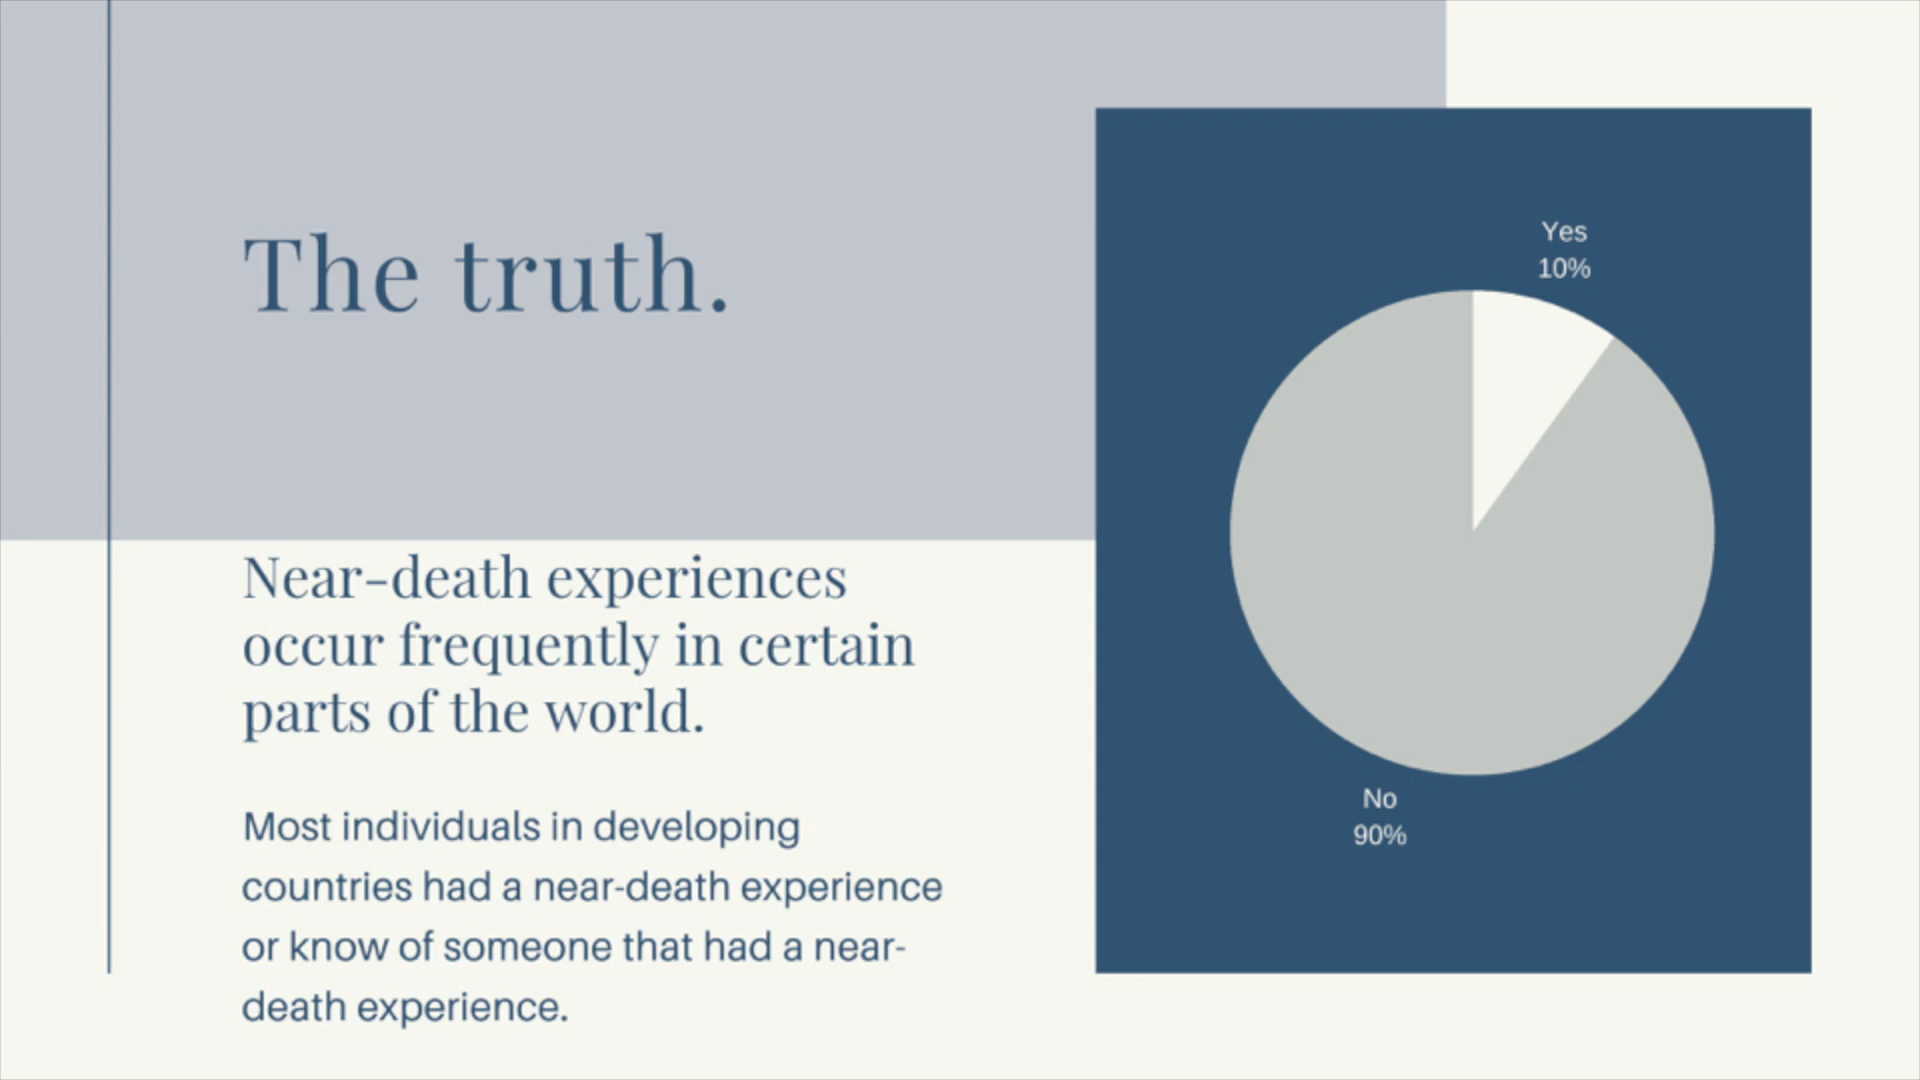 The truth.
Near-death experiences
occur frequently in certain
parts of the world.
Most individuals in developing
countries had a near-death experience
or know of someone that had a near-
death experience.
Yes
10%
No
90%